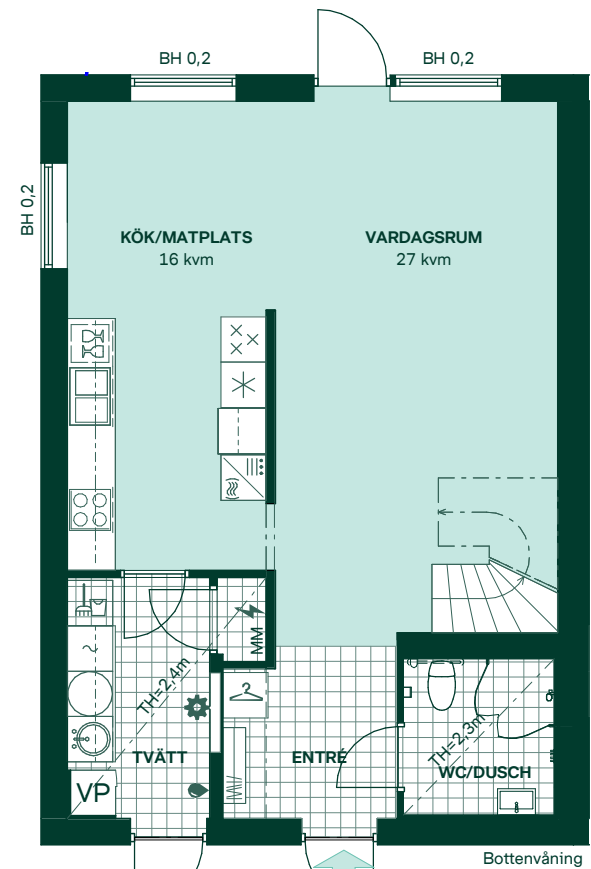 BH 0,2
BH 0,2
BH 0,2
KÖK/MATPLATS
16 kvm
VARDAGSRUM
27 kvm
MM
TH=2,4m
TVÄTT
VP
ENTRÉ
TH=2,3m
WC/DUSCH
Bottenvåning